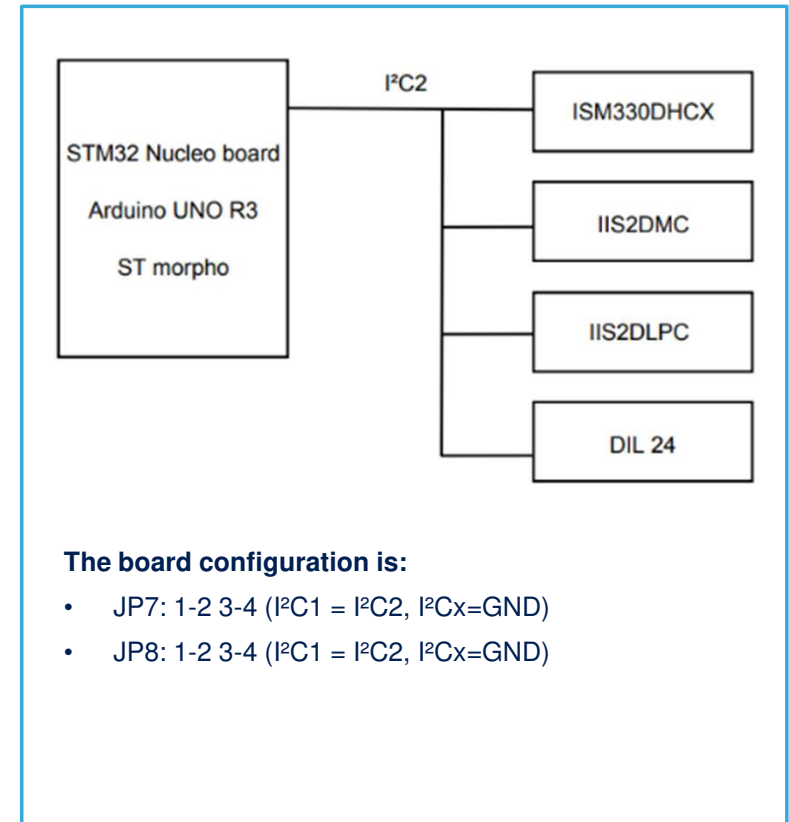 I²C2
ISM330DHCX
STM32 Nucleo board
Arduino UNO R3
ST morpho
IIS2DMC
IIS2DLPC
DIL 24
The board configuration is:
• JP7: 1-2 3-4 (I²C1 = I²C2, I²Cx=GND)
• JP8: 1-2 3-4 (I²C1 = I²C2, I²Cx=GND)